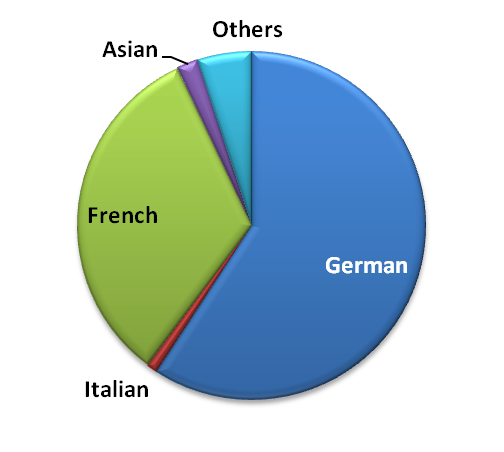 Others
Asian
French
German
Italian